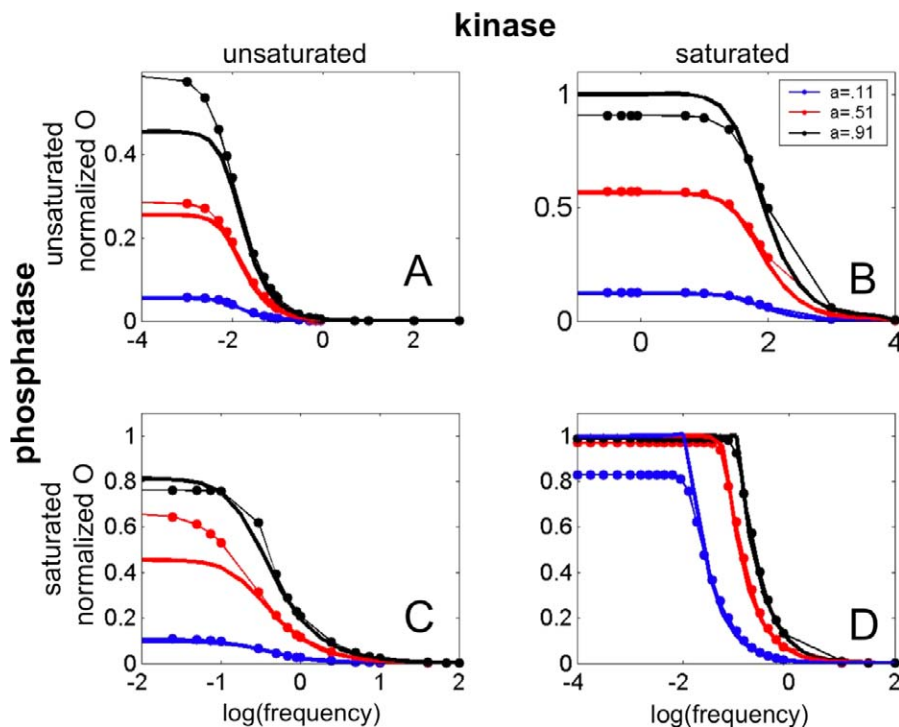 kinase
unsaturated
saturated
phosphatase
unsaturated
normalized O
0.4
0.2
0
-4
-2
0
2
A
1
0.5
0
0
2
4
B
a=.11
a=.51
a=.91
saturated
normalized O
1
0.8
0.6
0.4
0.2
0
-2
-1
0
1
2
log(frequency)
C
1
0.8
0.6
0.4
0.2
0
-4
-2
0
2
log(frequency)
D